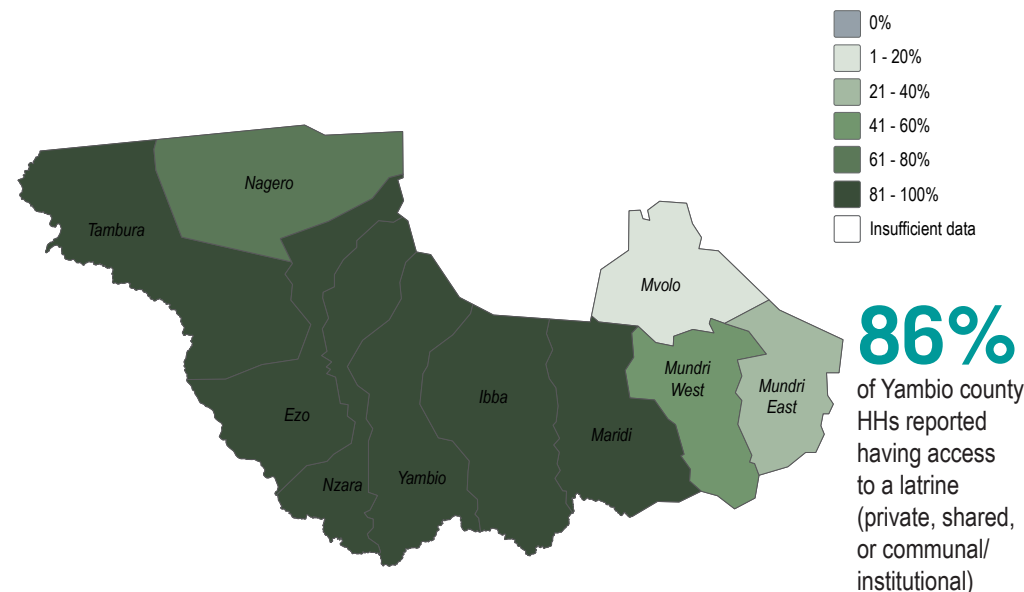 0%
1 - 20%
21 - 40%
41 - 60%
61 - 80%
81 - 100%
Insufficient data
Nagero
Tambura
Mvolo
Mundri
West
Mundri
East
Ibba
Ezo
Maridi
Nzara
Yambio
86%
of Yambio county
HHs reported
having access
to a latrine
(private, shared,
or communal/
institutional)